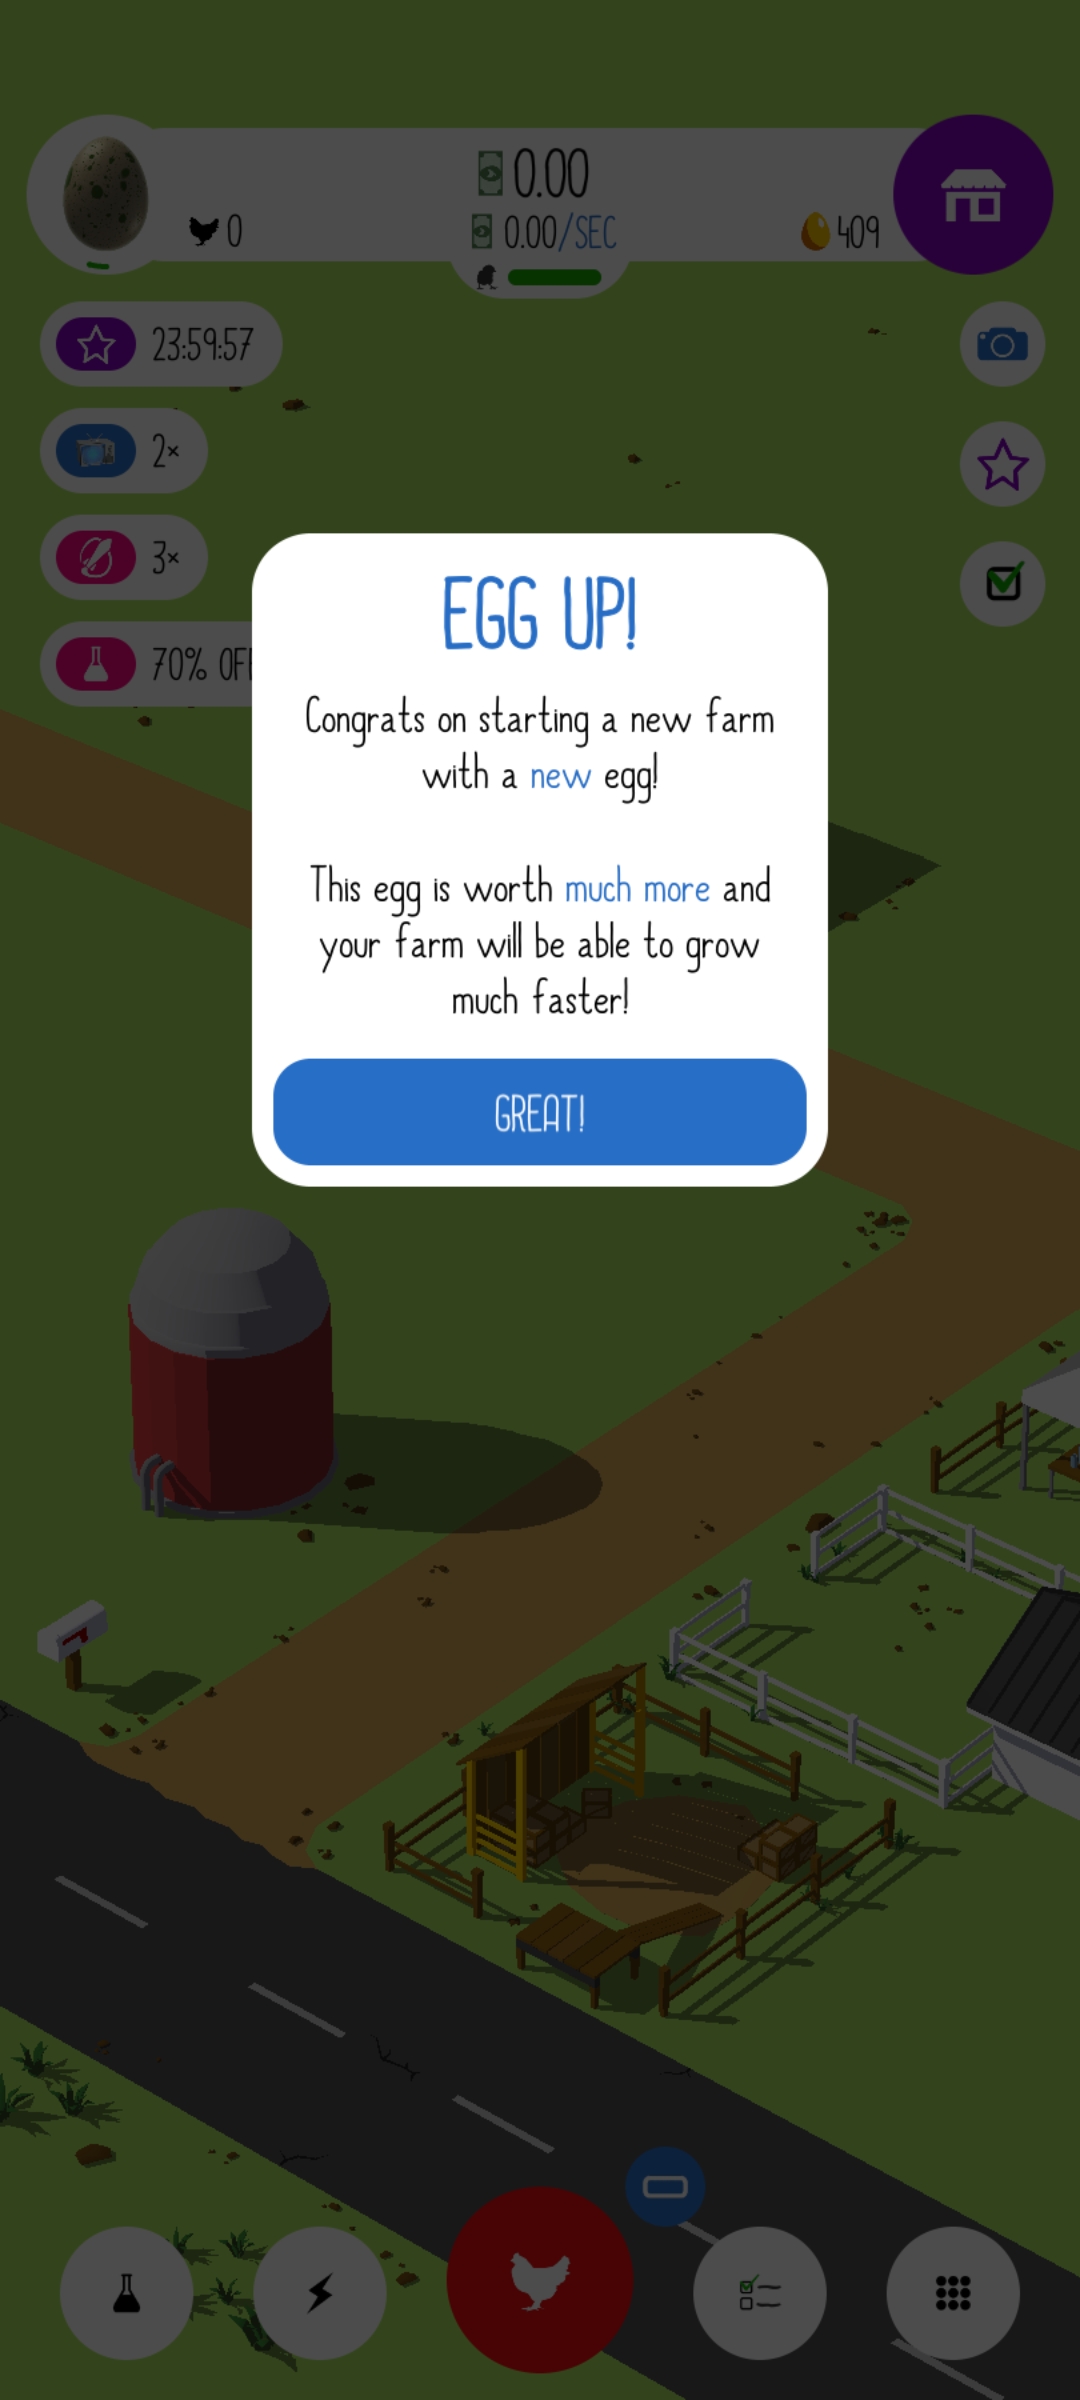 0.00
0
0.00/SEC
409
23:59:57
2×
3×
70% OFF
EGG UP!
Congrats on starting a new farm
with a new egg!
This egg is worth much more and
your farm will be able to grow
much faster!
GREAT!